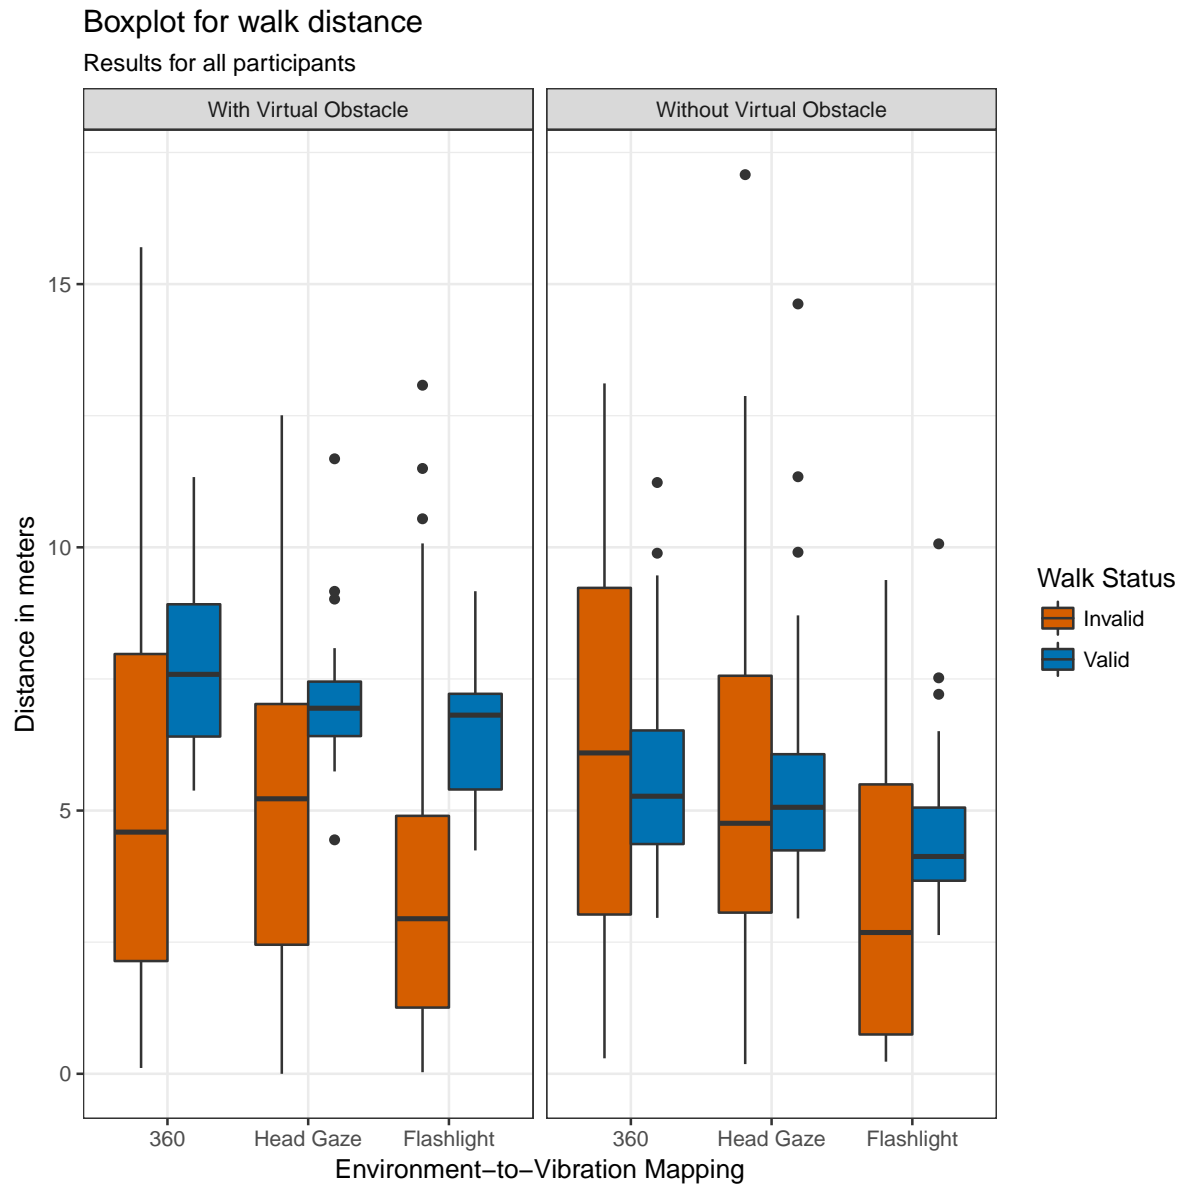 Boxplot for walk distance
Results for all participants
With Virtual Obstacle
Without Virtual Obstacle
15
10
5
0
Distance in meters
360
Head Gaze
Flashlight
360
Head Gaze
Flashlight
Environment−to−Vibration Mapping
Walk Status
Invalid
Valid